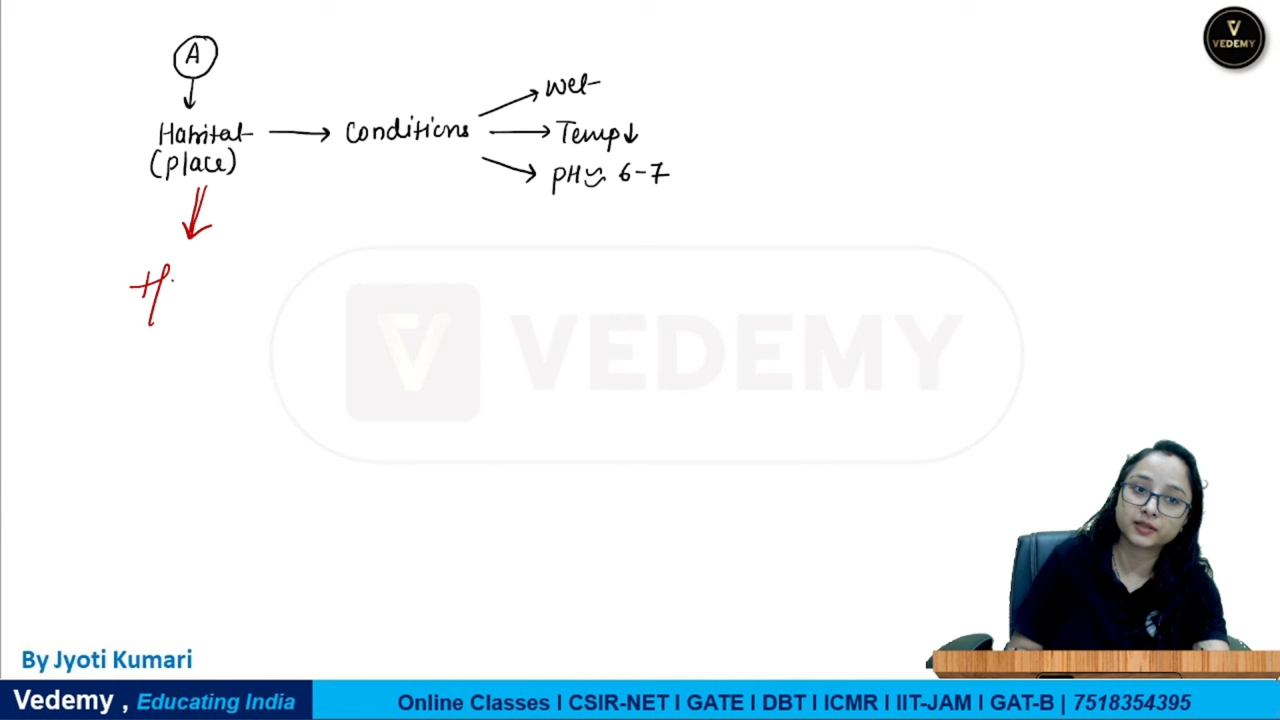 A
VEDEMY
Wet
Habitat → Conditions
Temp↓
(place)
pH ≈ 6-7
H
VEDEMY
By Jyoti Kumari
Vedemy , Educating India
Online Classes I CSIR-NET I GATE I DBT I ICMR I IIT-JAM I GAT-B | 7518354395